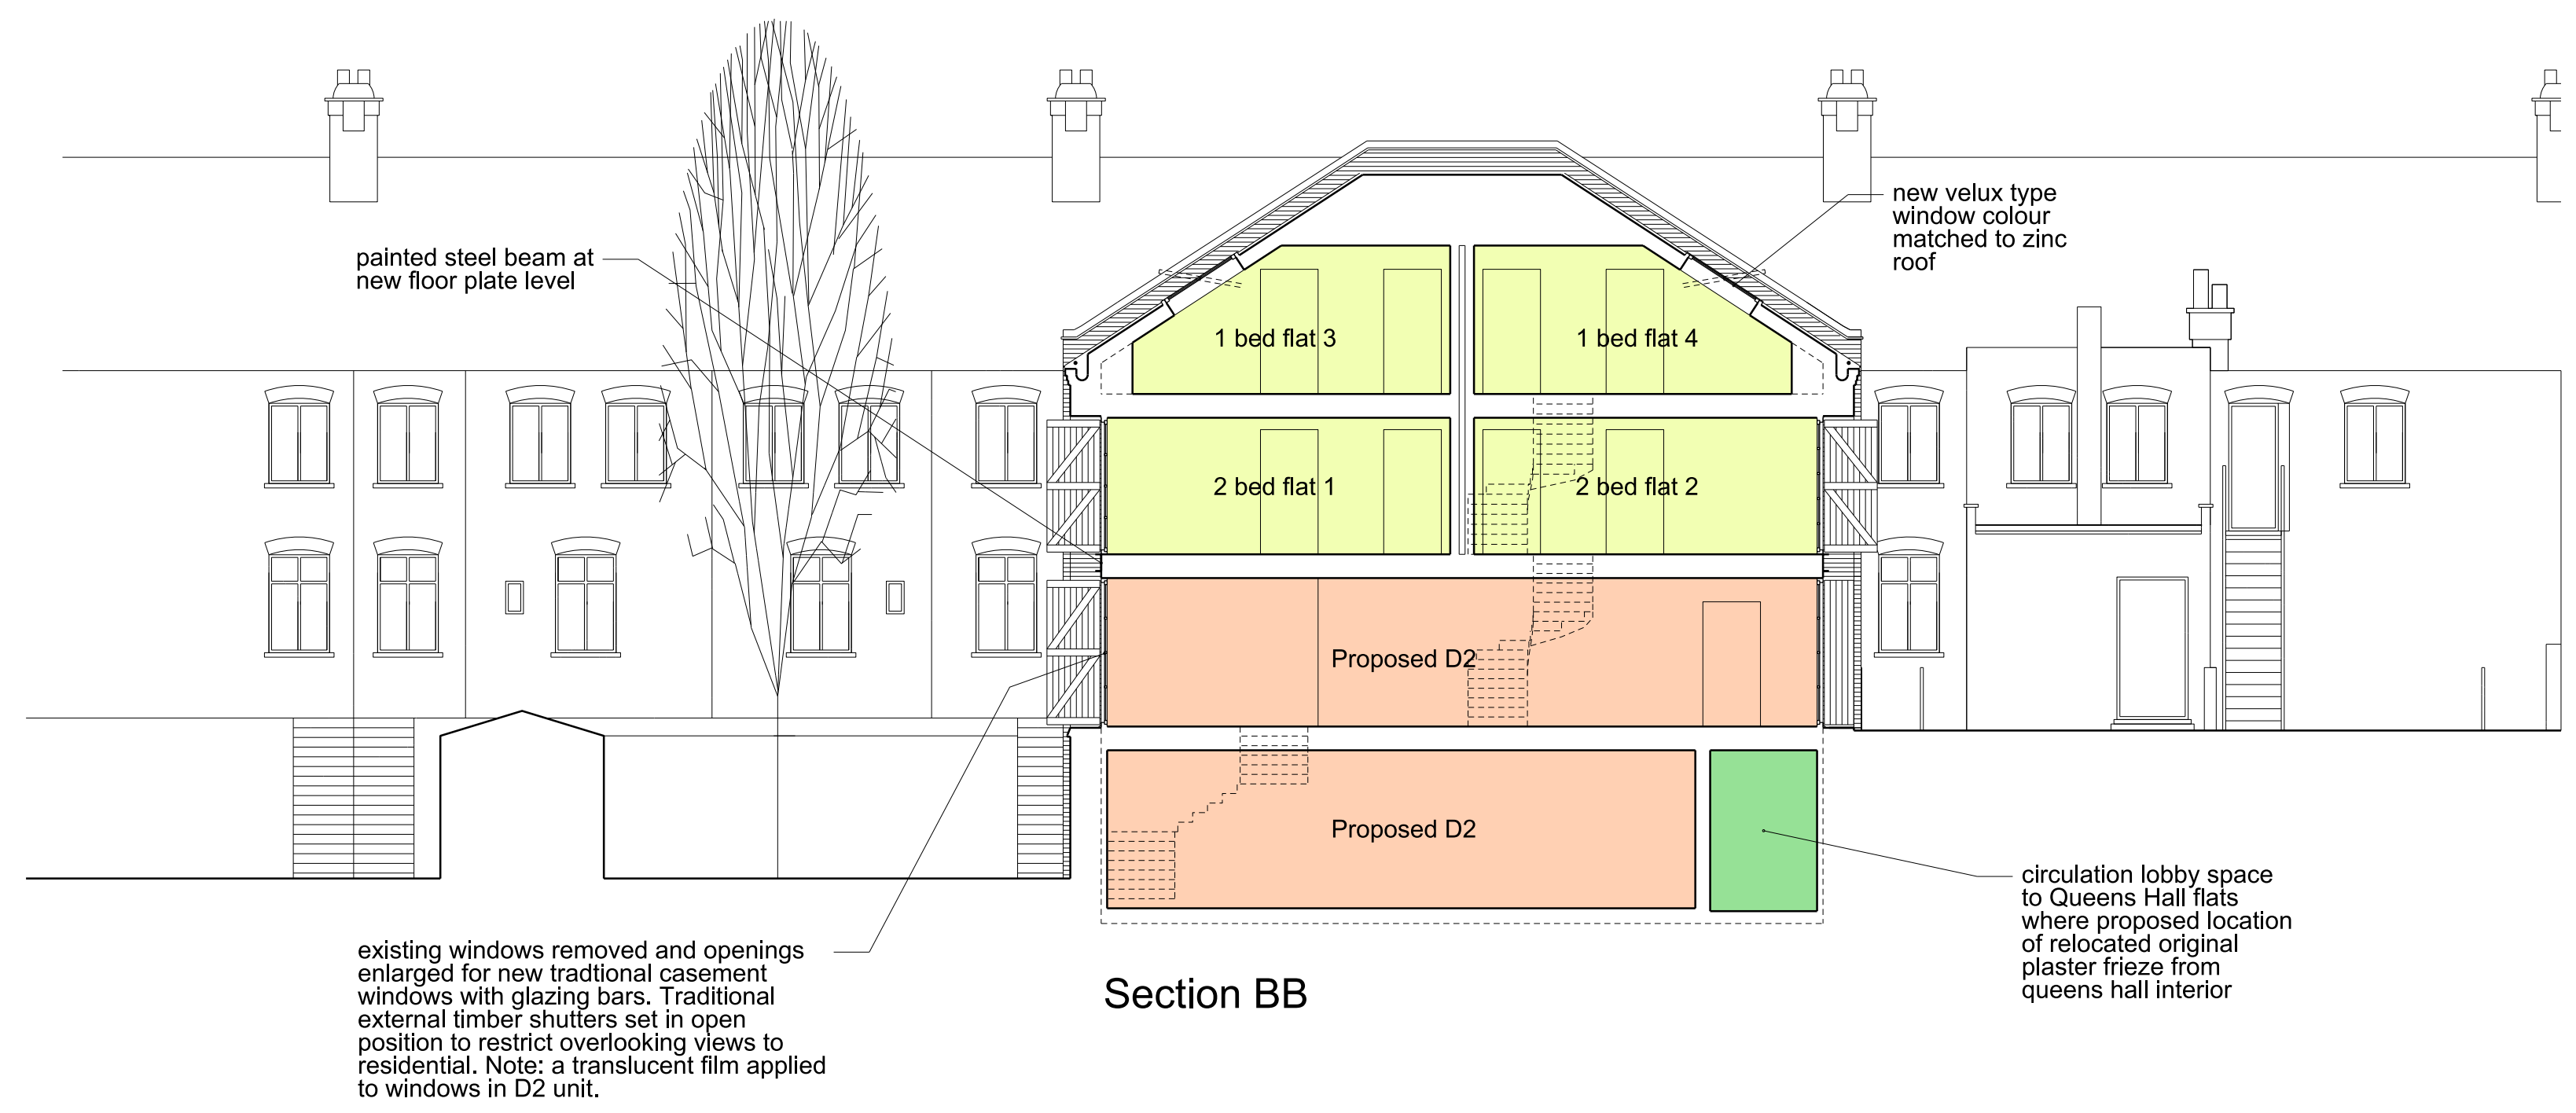 new velux type
window colour
matched to zinc
roof
painted steel beam at
new floor plate level
1 bed flat 3
1 bed flat 4
2 bed flat 1
2 bed flat 2
Proposed D2
Proposed D2
circulation lobby space
to Queens Hall flats
where proposed location
of relocated original
plaster frieze from
queens hall interior
existing windows removed and openings
enlarged for new tradtional casement
windows with glazing bars. Traditional
external timber shutters set in open
position to restrict overlooking views to
residential. Note: a translucent film applied
to windows in D2 unit.
Section BB